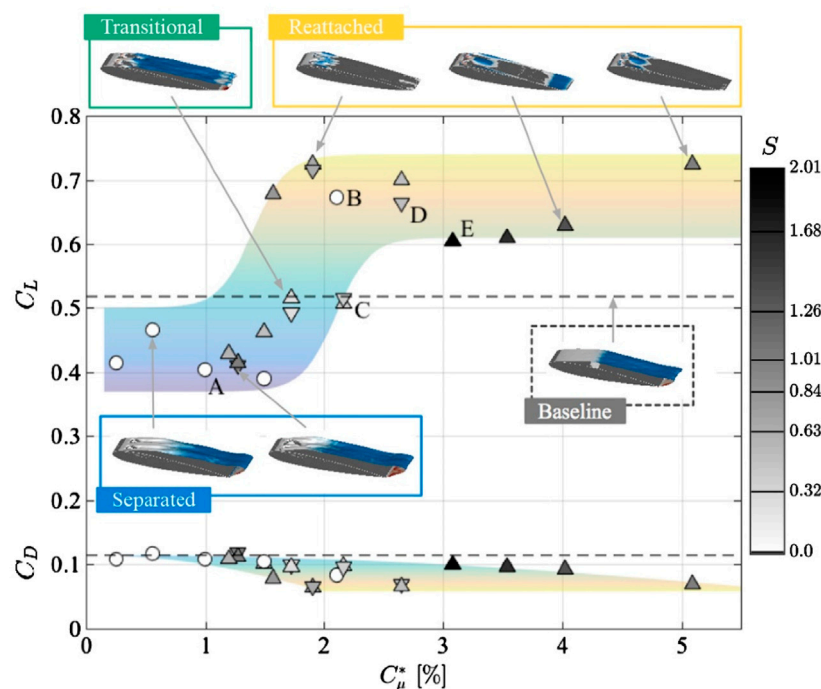 Transitional
Reattached
0.8
0.7
0.6
0.5
0.4
0.3
0.2
0.1
0
C_L
C_D
B
D
E
C
A
Baseline
Separated
0
1
2
3
4
5
C*_μ [%]
S
2.01
1.68
1.26
1.01
0.84
0.63
0.32
0.0